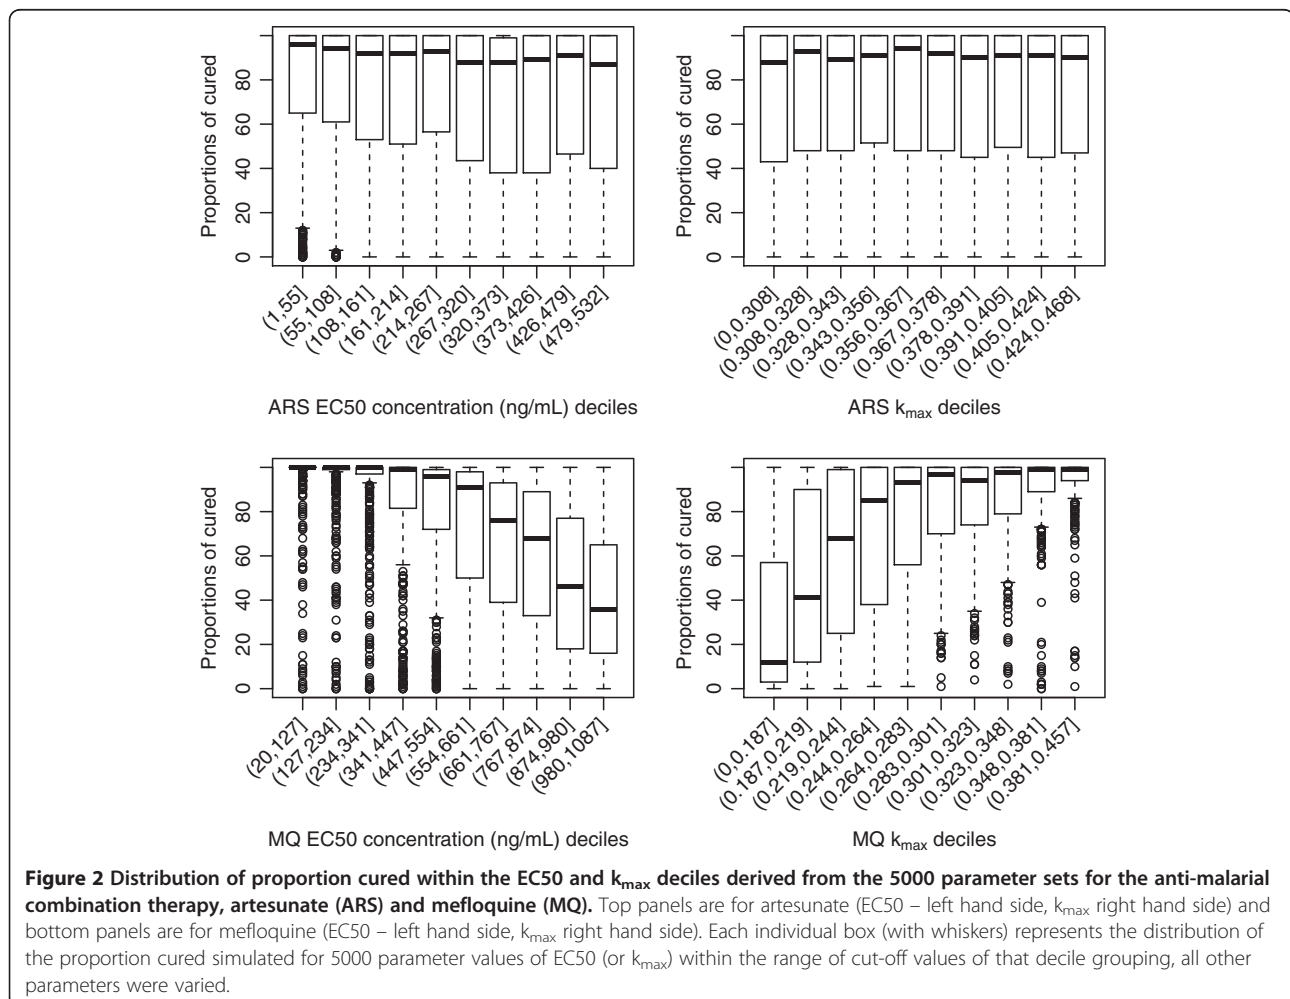 Proportions of cured
0 20 40 60 80
(1,55]
(55,108]
(108,161]
(161,214]
(214,267]
(267,320]
(320,373]
(373,426]
(426,479]
(479,532]
ARS EC50 concentration (ng/mL) deciles
Proportions of cured
0 20 40 60 80
(0,0.308]
(0.308,0.328]
(0.328,0.343]
(0.343,0.356]
(0.356,0.367]
(0.367,0.378]
(0.378,0.391]
(0.391,0.405]
(0.405,0.424]
(0.424,0.468]
ARS kmax deciles
Proportions of cured
0 20 40 60 80
(20,127]
(127,234]
(234,341]
(341,447]
(447,554]
(554,661]
(661,767]
(767,874]
(874,980]
(980,1087]
MQ EC50 concentration (ng/mL) deciles
Proportions of cured
0 20 40 60 80
(0,0.187]
(0.187,0.219]
(0.219,0.244]
(0.244,0.264]
(0.264,0.283]
(0.283,0.301]
(0.301,0.323]
(0.323,0.348]
(0.348,0.381]
(0.381,0.457]
MQ kmax deciles
Figure 2 Distribution of proportion cured within the EC50 and kmax deciles derived from the 5000 parameter sets for the anti-malarial
combination therapy, artesunate (ARS) and mefloquine (MQ). Top panels are for artesunate (EC50 – left hand side, kmax right hand side) and
bottom panels are for mefloquine (EC50 – left hand side, kmax right hand side). Each individual box (with whiskers) represents the distribution of
the proportion cured simulated for 5000 parameter values of EC50 (or kmax) within the range of cut-off values of that decile grouping, all other
parameters were varied.